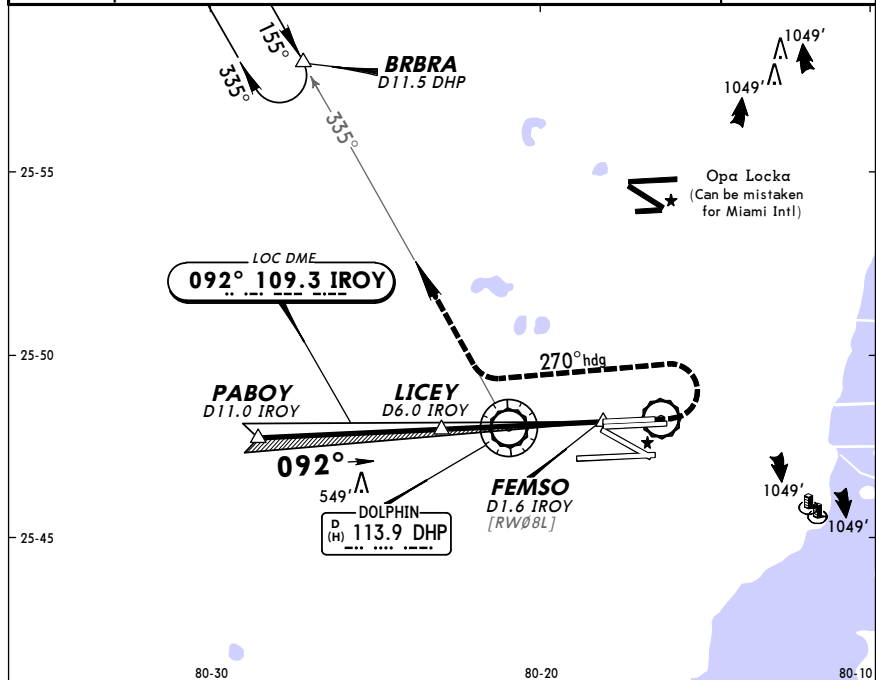 155°
335°
BRBRA
D11.5 DHP
335°
1049'
1049'
25-55
Opa Locka
(Can be mistaken
for Miami Intl)
LOC DME
092° 109.3 IROY
25-50
270° hdg
PABOY
D11.0 IROY
LICEY
D6.0 IROY
092°
549'
FEMSO
D1.6 IROY
[RWØ8L]
DOLPHIN
D
(H) 113.9 DHP
1049'
1049'
25-45
80-30
80-20
80-10